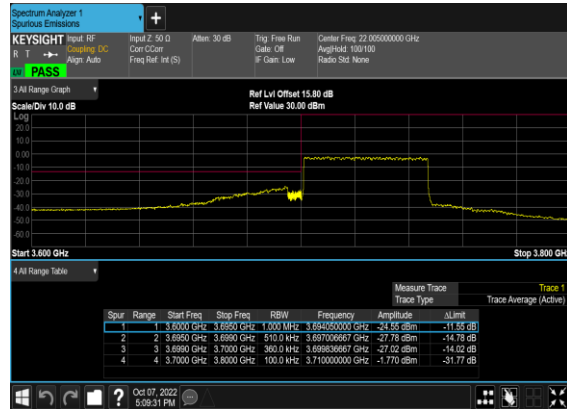 Spectrum Analyzer 1
Spurious Emissions
+
KEYSIGHT Input: RF Input Z: 50 Ω Atten: 30 dB Trig: Free Run Center Freq: 22.005000000 GHz
R T Coupling: DC Corr CCorr Gate: Off Avg|Hold: 100/100
Align: Auto Freq Ref: Int (S) IF Gain: Low Radio Std: None
PASS
3 All Range Graph
Ref Lvl Offset 15.80 dB
Scale/Div 10.0 dB Ref Value 30.00 dBm
Log
20.0
10.0
0.00
-10.0
-20.0
-30.0
-40.0
-50.0
-60.0
Start 3.600 GHz Stop 3.800 GHz
4 All Range Table
Measure Trace Trace 1
Trace Type Trace Average (Active)
Spur Range Start Freq Stop Freq RBW Frequency Amplitude ΔLimit
1 1 3.6000 GHz 3.6950 GHz 1.000 MHz 3.694050000 GHz -24.55 dBm -11.55 dB
2 2 3.6950 GHz 3.6990 GHz 510.0 kHz 3.697006667 GHz -27.78 dBm -14.78 dB
3 3 3.6990 GHz 3.7000 GHz 360.0 kHz 3.699836667 GHz -27.02 dBm -14.02 dB
4 4 3.7000 GHz 3.8000 GHz 100.0 kHz 3.710000000 GHz -1.770 dBm -31.77 dB
? Oct 07, 2022
5:09:31 PM